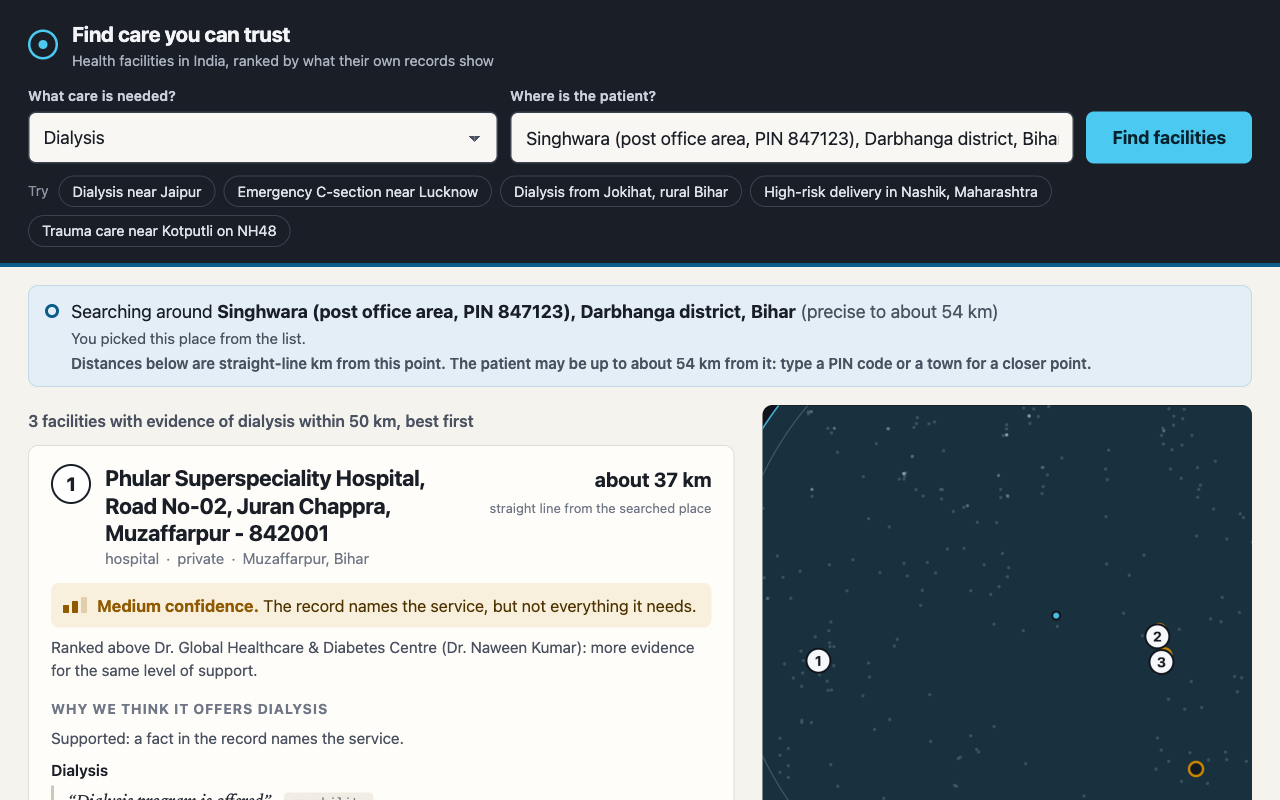 Find care you can trust
Health facilities in India, ranked by what their own records show
What care is needed?
Where is the patient?
Dialysis
Singhwara (post office area, PIN 847123), Darbhanga district, Biha
Find facilities
Try
Dialysis near Jaipur
Emergency C-section near Lucknow
Dialysis from Jokihat, rural Bihar
High-risk delivery in Nashik, Maharashtra
Trauma care near Kotputli on NH48
Searching around Singhwara (post office area, PIN 847123), Darbhanga district, Bihar (precise to about 54 km)
You picked this place from the list.
Distances below are straight-line km from this point. The patient may be up to about 54 km from it: type a PIN code or a town for a closer point.
3 facilities with evidence of dialysis within 50 km, best first
1
Phular Superspeciality Hospital,
Road No-02, Juran Chappra,
Muzaffarpur - 842001
about 37 km
straight line from the searched place
hospital · private · Muzaffarpur, Bihar
Medium confidence. The record names the service, but not everything it needs.
Ranked above Dr. Global Healthcare & Diabetes Centre (Dr. Naween Kumar): more evidence
for the same level of support.
WHY WE THINK IT OFFERS DIALYSIS
Supported: a fact in the record names the service.
Dialysis
“Dialysis program is offered”
1
2
3